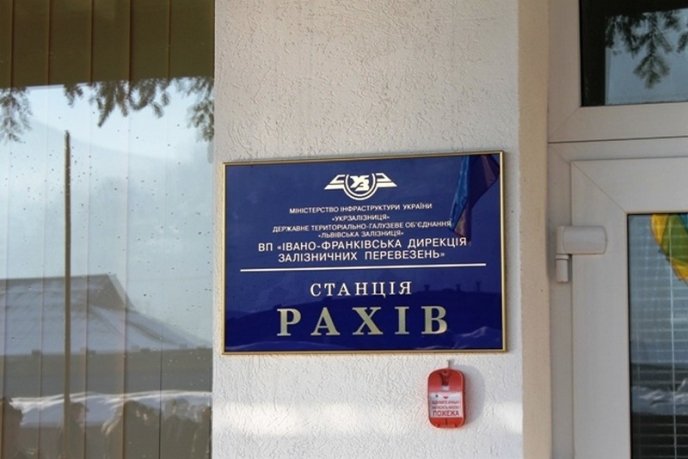 УЗ
МІНІСТЕРСТВО ІНФРАСТРУКТУРИ УКРАЇНИ
«УКРЗАЛІЗНИЦЯ»
ДЕРЖАВНЕ ТЕРИТОРІАЛЬНО-ГАЛУЗЕВЕ ОБ'ЄДНАННЯ
«ЛЬВІВСЬКА ЗАЛІЗНИЦЯ»
ВП «ІВАНО-ФРАНКІВСЬКА ДИРЕКЦІЯ
ЗАЛІЗНИЧНИХ ПЕРЕВЕЗЕНЬ»
СТАНЦІЯ
РАХІВ
ПОЖЕЖА